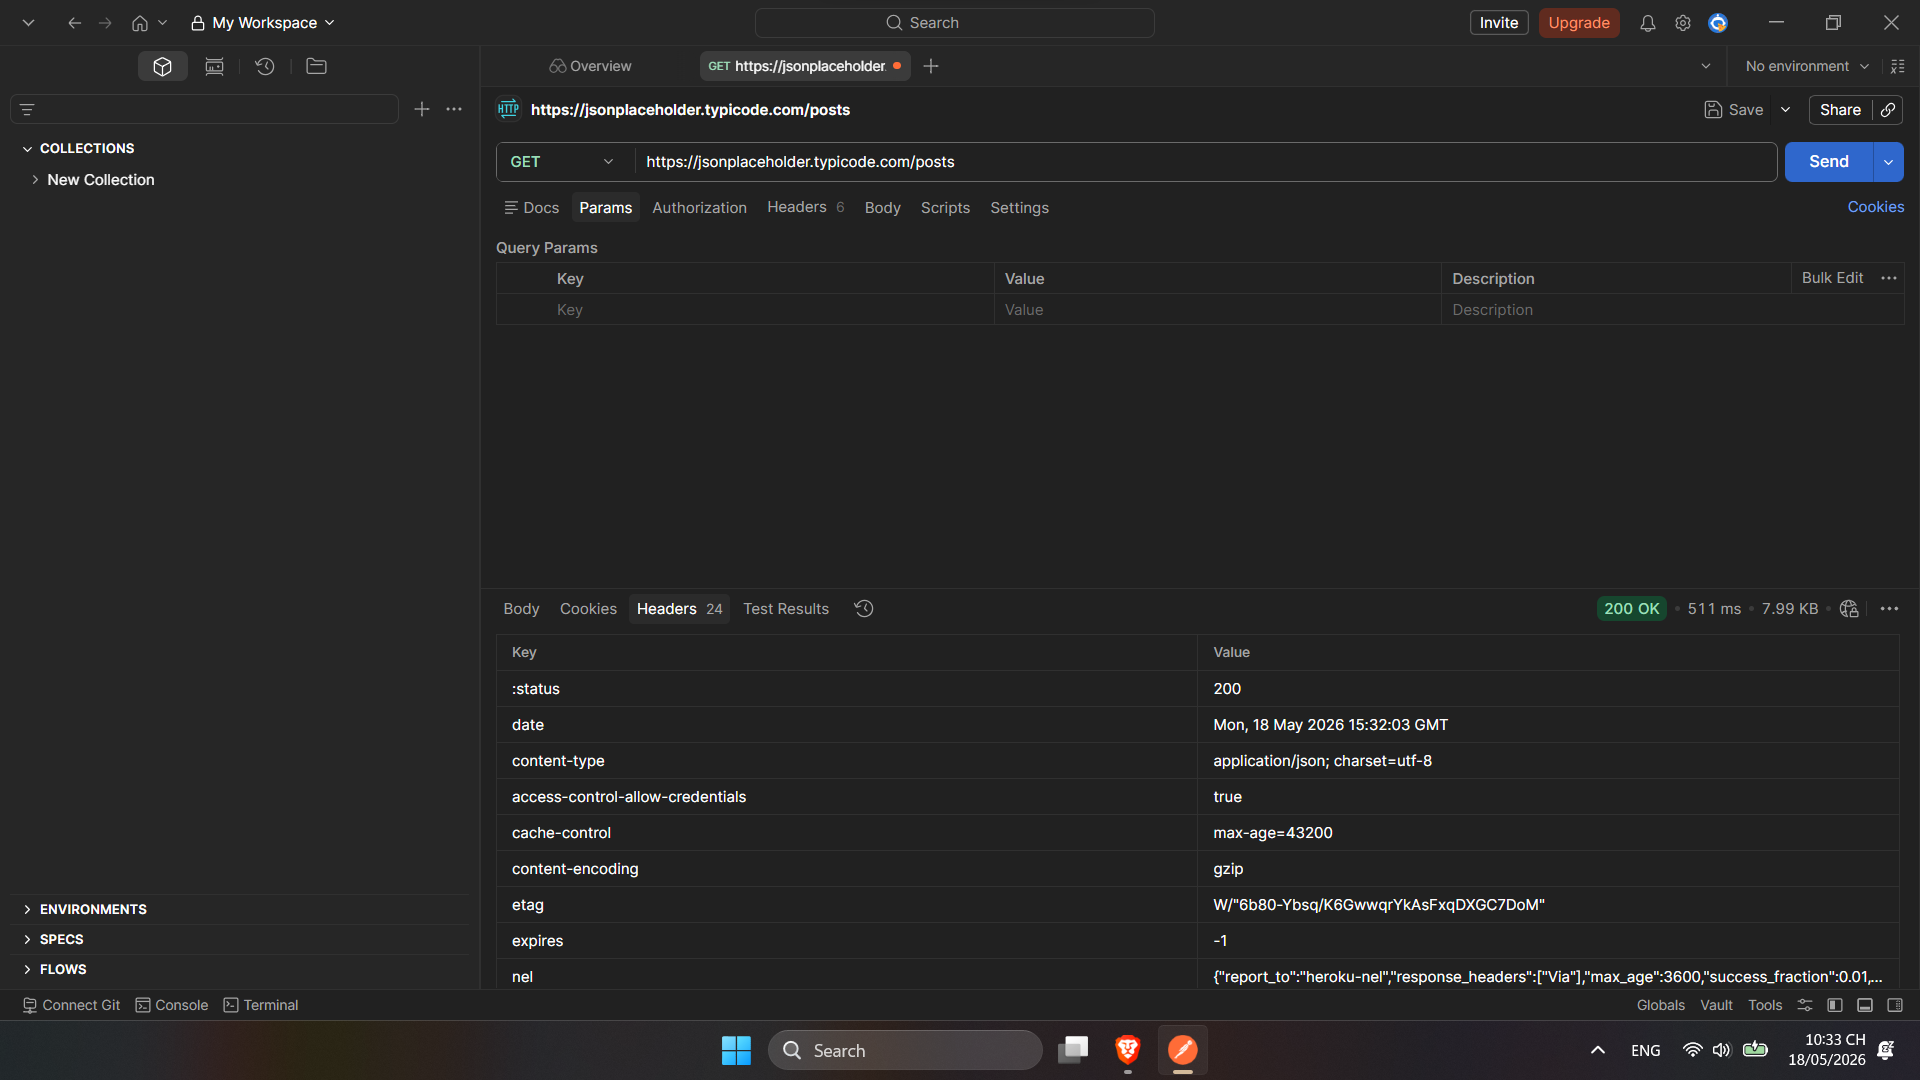 My Workspace
Search
Invite
Upgrade
Overview
GET https://jsonplaceholder.
No environment
HTTP
https://jsonplaceholder.typicode.com/posts
Save
Share
COLLECTIONS
New Collection
GET
https://jsonplaceholder.typicode.com/posts
Send
Docs
Params
Authorization
Headers 6
Body
Scripts
Settings
Cookies
Query Params
Key
Value
Description
Bulk Edit
Key
Value
Description
Body
Cookies
Headers 24
Test Results
200 OK
511 ms
7.99 KB
Key
Value
:status
200
date
Mon, 18 May 2026 15:32:03 GMT
content-type
application/json; charset=utf-8
access-control-allow-credentials
true
cache-control
max-age=43200
content-encoding
gzip
etag
W/"6b80-Ybsq/K6GwwqrYkAsFxqDXGC7DoM"
expires
-1
nel
{"report_to":"heroku-nel","response_headers":["Via"],"max_age":3600,"success_fraction":0.01,...
ENVIRONMENTS
SPECS
FLOWS
Connect Git
Console
Terminal
Globals
Vault
Tools
Search
ENG
10:33 CH
18/05/2026